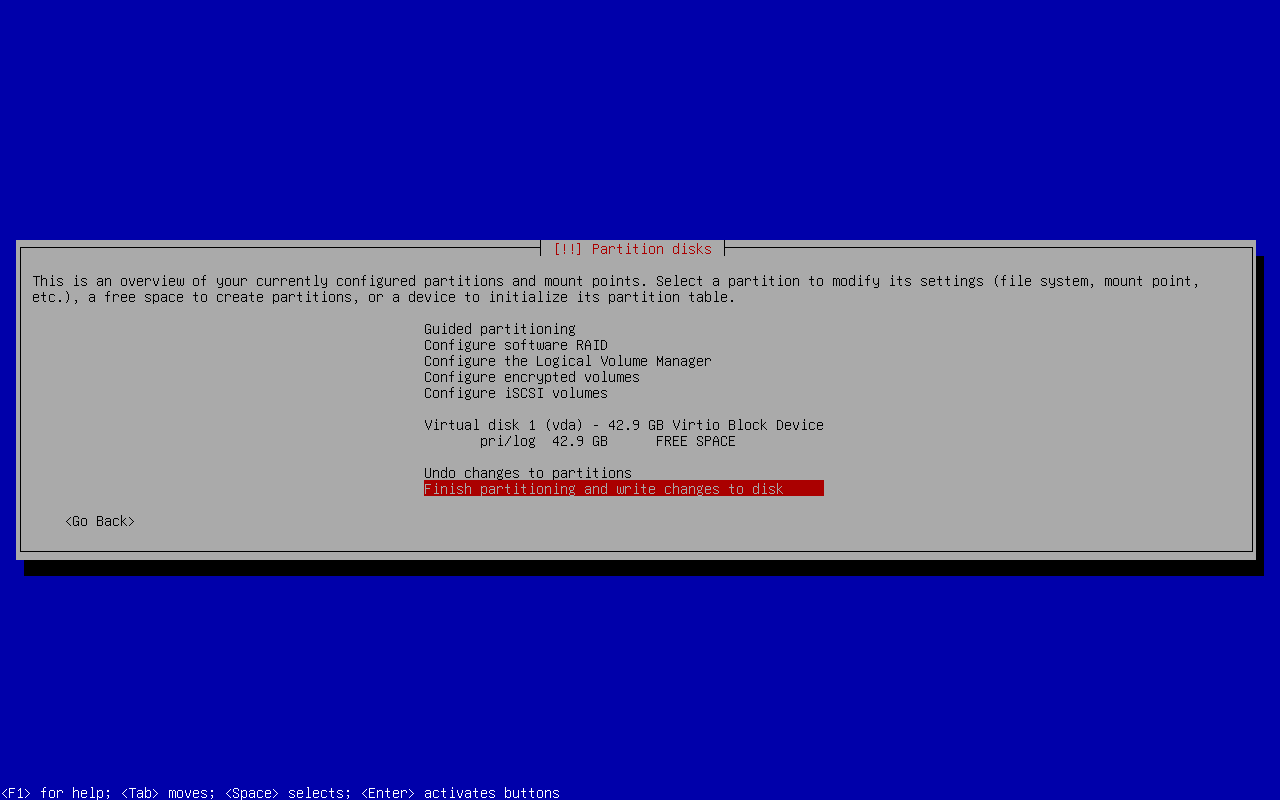 [!!] Partition disks
This is an overview of your currently configured partitions and mount points. Select a partition to modify its settings (file system, mount point,
etc.), a free space to create partitions, or a device to initialize its partition table.
Guided partitioning
Configure software RAID
Configure the Logical Volume Manager
Configure encrypted volumes
Configure iSCSI volumes
Virtual disk 1 (vda) - 42.9 GB Virtio Block Device
pri/log 42.9 GB FREE SPACE
Undo changes to partitions
Finish partitioning and write changes to disk
<Go Back>
<F1> for help; <Tab> moves; <Space> selects; <Enter> activates buttons